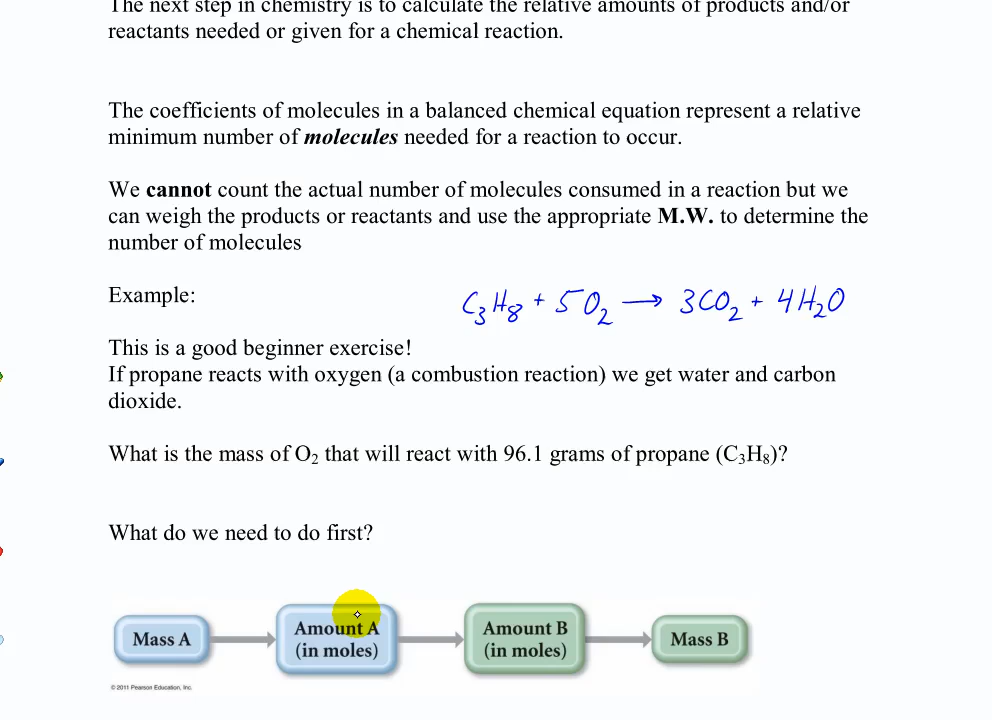 The next step in chemistry is to calculate the relative amounts of products and/or
reactants needed or given for a chemical reaction.
The coefficients of molecules in a balanced chemical equation represent a relative
minimum number of molecules needed for a reaction to occur.
We cannot count the actual number of molecules consumed in a reaction but we
can weigh the products or reactants and use the appropriate M.W. to determine the
number of molecules
Example:
C₃H₈ + 5O₂ → 3CO₂ + 4H₂O
This is a good beginner exercise!
If propane reacts with oxygen (a combustion reaction) we get water and carbon
dioxide.
What is the mass of O₂ that will react with 96.1 grams of propane (C₃H₈)?
What do we need to do first?
Mass A
Amount A
(in moles)
Amount B
(in moles)
Mass B
© 2011 Pearson Education, Inc.